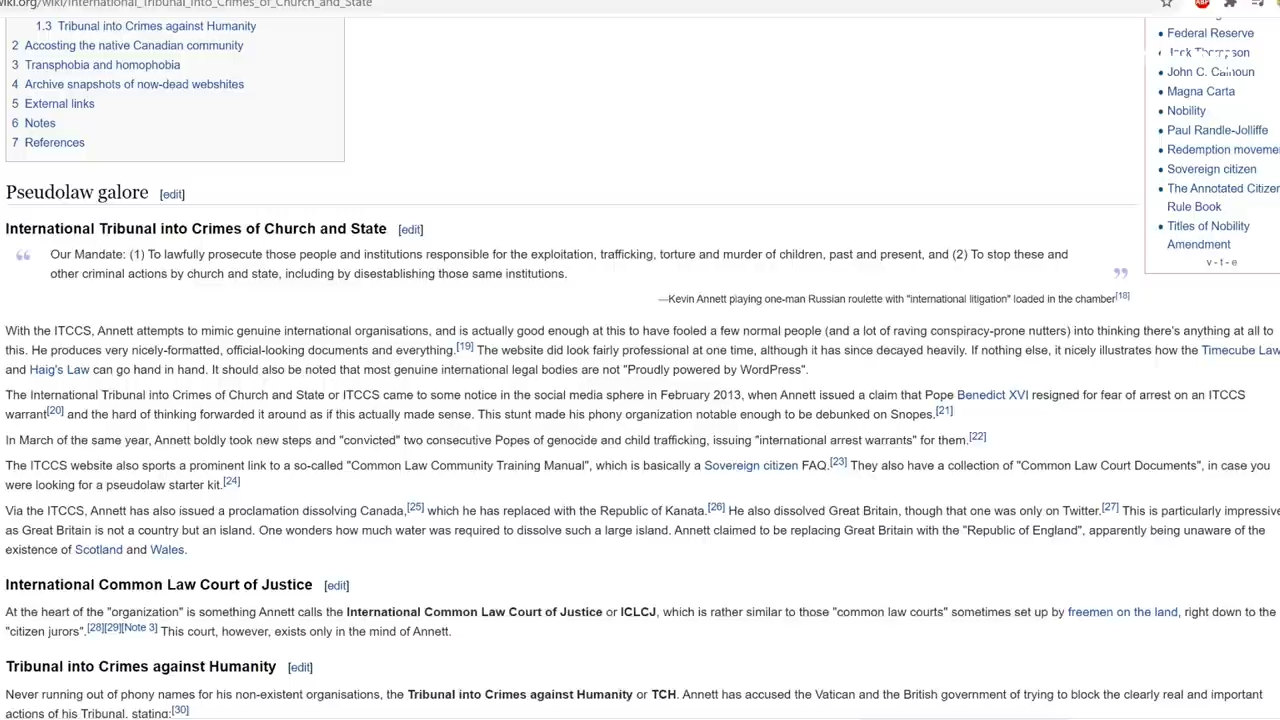 wiki.org/wiki/International_Tribunal_into_Crimes_of_Church_and_State
1.3 Tribunal into Crimes against Humanity
2 Accosting the native Canadian community
3 Transphobia and homophobia
4 Archive snapshots of now-dead webshites
5 External links
6 Notes
7 References
• Federal Reserve
• Jack Thompson
• John C. Calhoun
• Magna Carta
• Nobility
• Paul Randle-Jolliffe
• Redemption moveme
• Sovereign citizen
• The Annotated Citizer
Rule Book
• Titles of Nobility
Amendment
v - t - e
Pseudolaw galore [edit]
International Tribunal into Crimes of Church and State [edit]
“ Our Mandate: (1) To lawfully prosecute those people and institutions responsible for the exploitation, trafficking, torture and murder of children, past and present, and (2) To stop these and
other criminal actions by church and state, including by disestablishing those same institutions. ”
—Kevin Annett playing one-man Russian roulette with "international litigation" loaded in the chamber[18]
With the ITCCS, Annett attempts to mimic genuine international organisations, and is actually good enough at this to have fooled a few normal people (and a lot of raving conspiracy-prone nutters) into thinking there's anything at all to
this. He produces very nicely-formatted, official-looking documents and everything.[19] The website did look fairly professional at one time, although it has since decayed heavily. If nothing else, it nicely illustrates how the Timecube Law
and Haig's Law can go hand in hand. It should also be noted that most genuine international legal bodies are not "Proudly powered by WordPress".
The International Tribunal into Crimes of Church and State or ITCCS came to some notice in the social media sphere in February 2013, when Annett issued a claim that Pope Benedict XVI resigned for fear of arrest on an ITCCS
warrant[20] and the hard of thinking forwarded it around as if this actually made sense. This stunt made his phony organization notable enough to be debunked on Snopes.[21]
In March of the same year, Annett boldly took new steps and "convicted" two consecutive Popes of genocide and child trafficking, issuing "international arrest warrants" for them.[22]
The ITCCS website also sports a prominent link to a so-called "Common Law Community Training Manual", which is basically a Sovereign citizen FAQ.[23] They also have a collection of "Common Law Court Documents", in case you
were looking for a pseudolaw starter kit.[24]
Via the ITCCS, Annett has also issued a proclamation dissolving Canada,[25] which he has replaced with the Republic of Kanata.[26] He also dissolved Great Britain, though that one was only on Twitter.[27] This is particularly impressive
as Great Britain is not a country but an island. One wonders how much water was required to dissolve such a large island. Annett claimed to be replacing Great Britain with the "Republic of England", apparently being unaware of the
existence of Scotland and Wales.
International Common Law Court of Justice [edit]
At the heart of the "organization" is something Annett calls the International Common Law Court of Justice or ICLCJ, which is rather similar to those "common law courts" sometimes set up by freemen on the land, right down to the
"citizen jurors".[28][29][Note 3] This court, however, exists only in the mind of Annett.
Tribunal into Crimes against Humanity [edit]
Never running out of phony names for his non-existent organisations, the Tribunal into Crimes against Humanity or TCH. Annett has accused the Vatican and the British government of trying to block the clearly real and important
actions of his Tribunal, stating:[30]